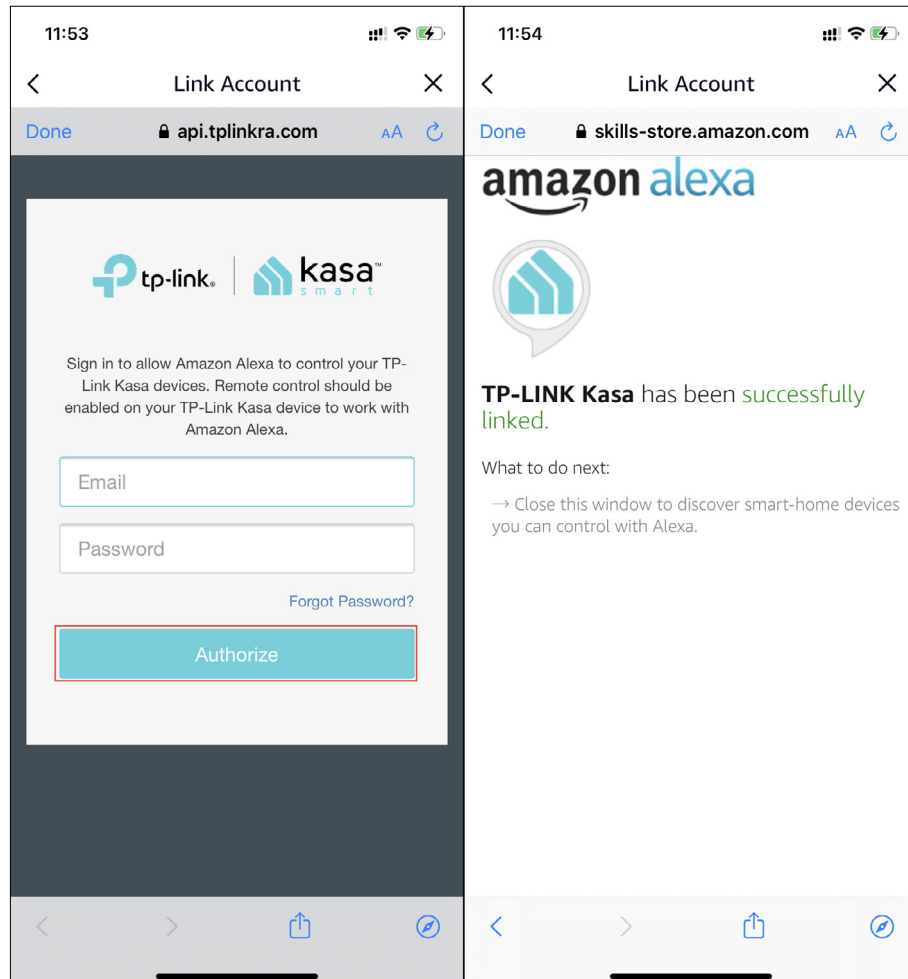 11:53
Link Account
Done
api.tplinkra.com
AA
tp-link®
kasa™
smart
Sign in to allow Amazon Alexa to control your TP-
Link Kasa devices. Remote control should be
enabled on your TP-Link Kasa device to work with
Amazon Alexa.
Email
Password
Forgot Password?
Authorize
11:54
Link Account
Done
skills-store.amazon.com
AA
amazon alexa
TP-LINK Kasa has been successfully
linked.
What to do next:
→ Close this window to discover smart-home devices
you can control with Alexa.